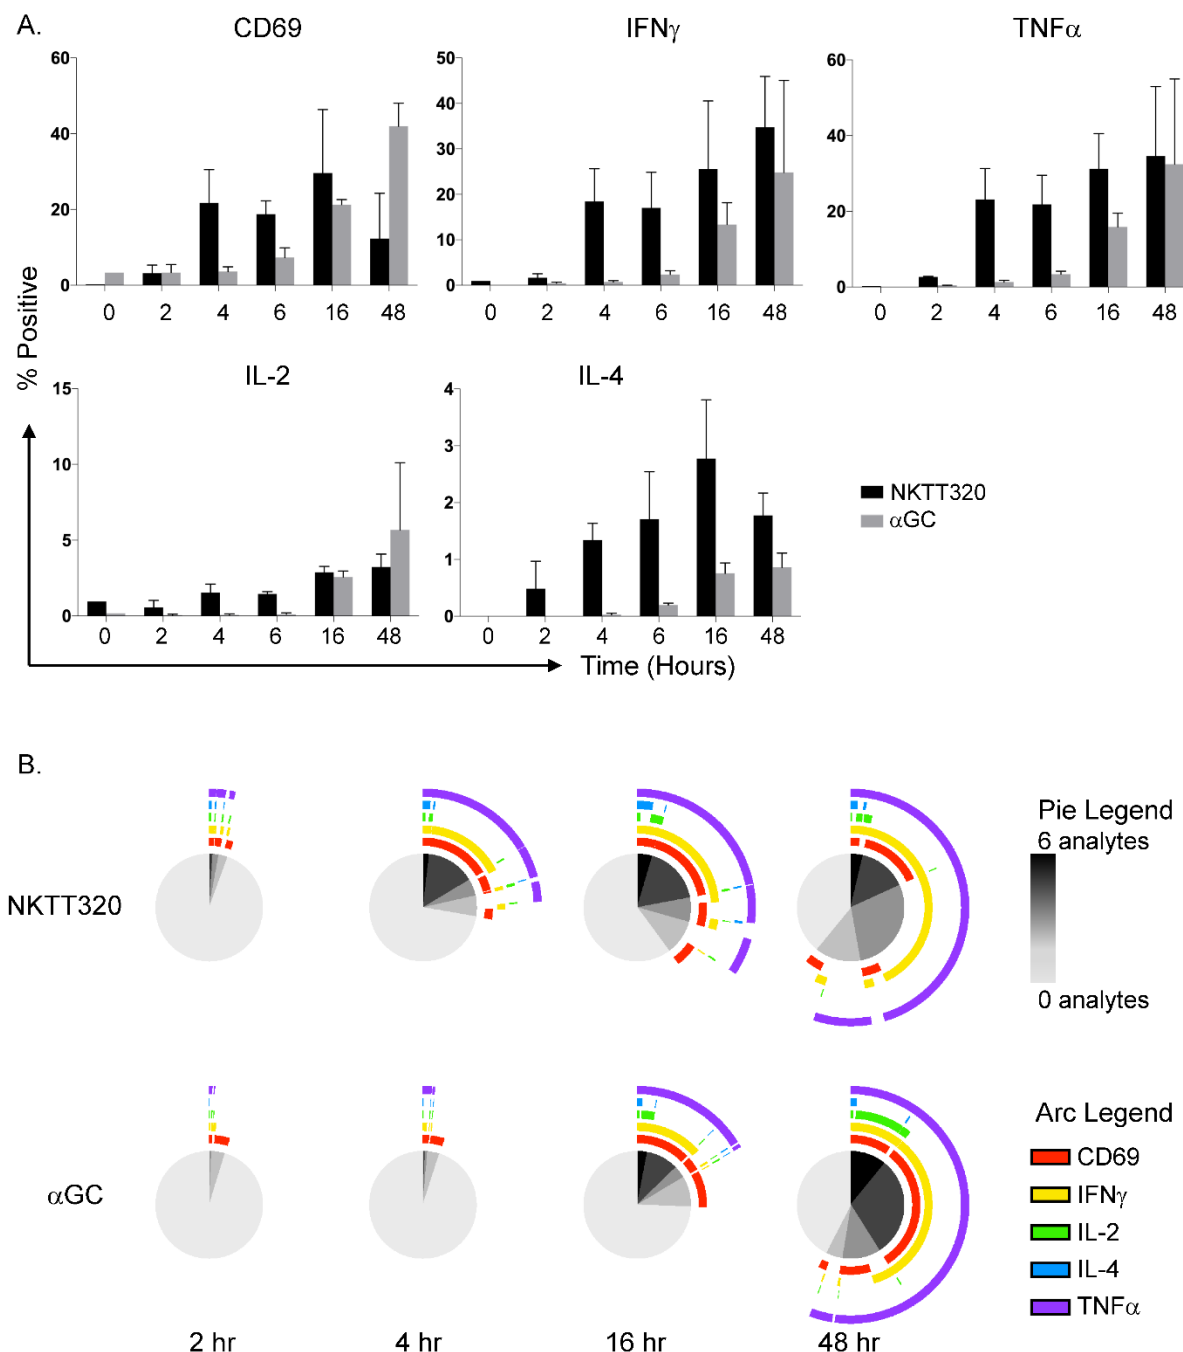 A.
CD69
IFNγ
TNFα
60
40
20
0
0 2 4 6 16 48
50
40
30
20
10
0
0 2 4 6 16 48
60
40
20
0
0 2 4 6 16 48
% Positive
IL-2
IL-4
15
10
5
0
0 2 4 6 16 48
4
3
2
1
0
0 2 4 6 16 48
NKTT320
αGC
Time (Hours)
B.
NKTT320
Pie Legend
6 analytes
0 analytes
αGC
Arc Legend
CD69
IFNγ
IL-2
IL-4
TNFα
2 hr 4 hr 16 hr 48 hr